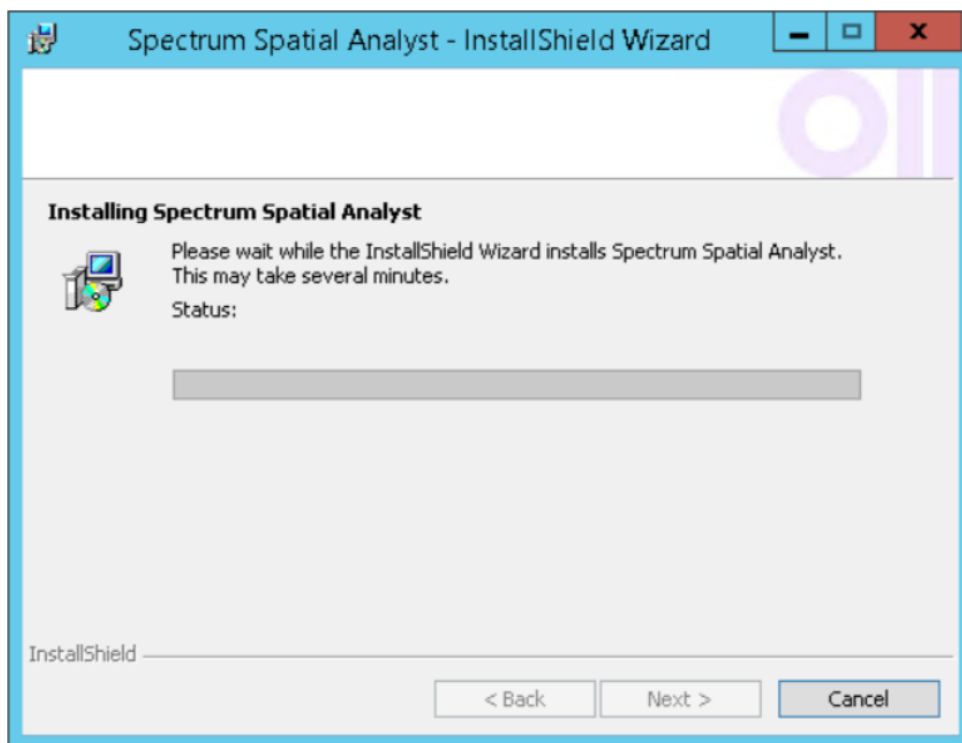 Spectrum Spatial Analyst - InstallShield Wizard
Installing Spectrum Spatial Analyst
Please wait while the InstallShield Wizard installs Spectrum Spatial Analyst.
This may take several minutes.
Status:
InstallShield
< Back
Next >
Cancel